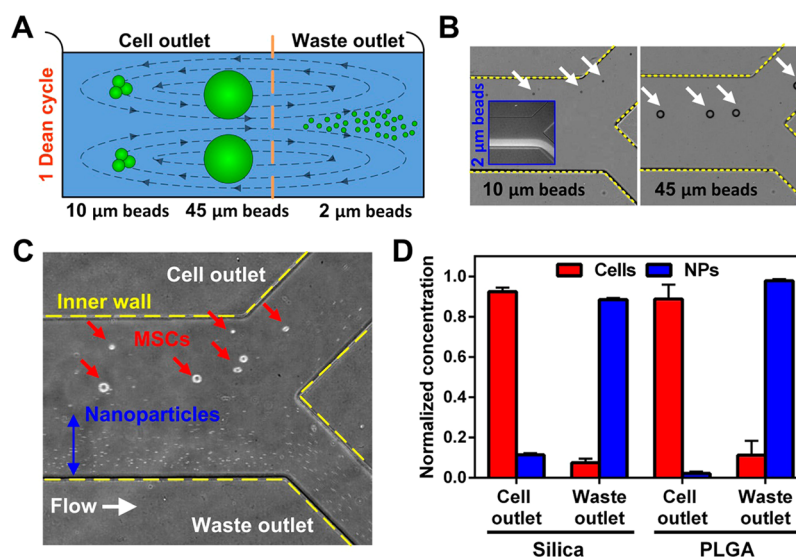 A
Cell outlet
Waste outlet
1 Dean cycle
10 µm beads
45 µm beads
2 µm beads
B
2 µm beads
10 µm beads
45 µm beads
C
Cell outlet
Inner wall
MSCs
Nanoparticles
Flow
Waste outlet
D
Cells
NPs
Normalized concentration
1.0
0.8
0.6
0.4
0.2
0.0
Cell
outlet
Waste
outlet
Cell
outlet
Waste
outlet
Silica
PLGA